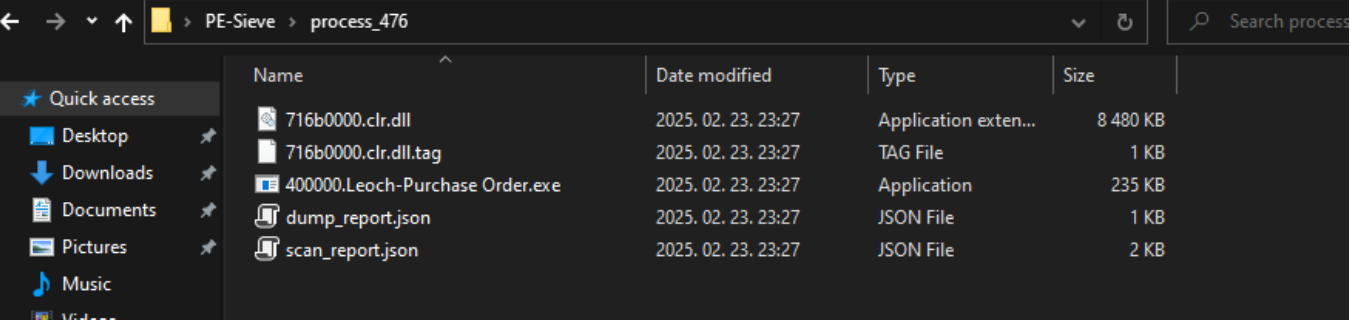 PE-Sieve › process_476
Search process
Name Date modified Type Size
Quick access
Desktop
Downloads
Documents
Pictures
Music
Videos
716b0000.clr.dll 2025. 02. 23. 23:27 Application exten... 8 480 KB
716b0000.clr.dll.tag 2025. 02. 23. 23:27 TAG File 1 KB
400000.Leoch-Purchase Order.exe 2025. 02. 23. 23:27 Application 235 KB
dump_report.json 2025. 02. 23. 23:27 JSON File 1 KB
scan_report.json 2025. 02. 23. 23:27 JSON File 2 KB